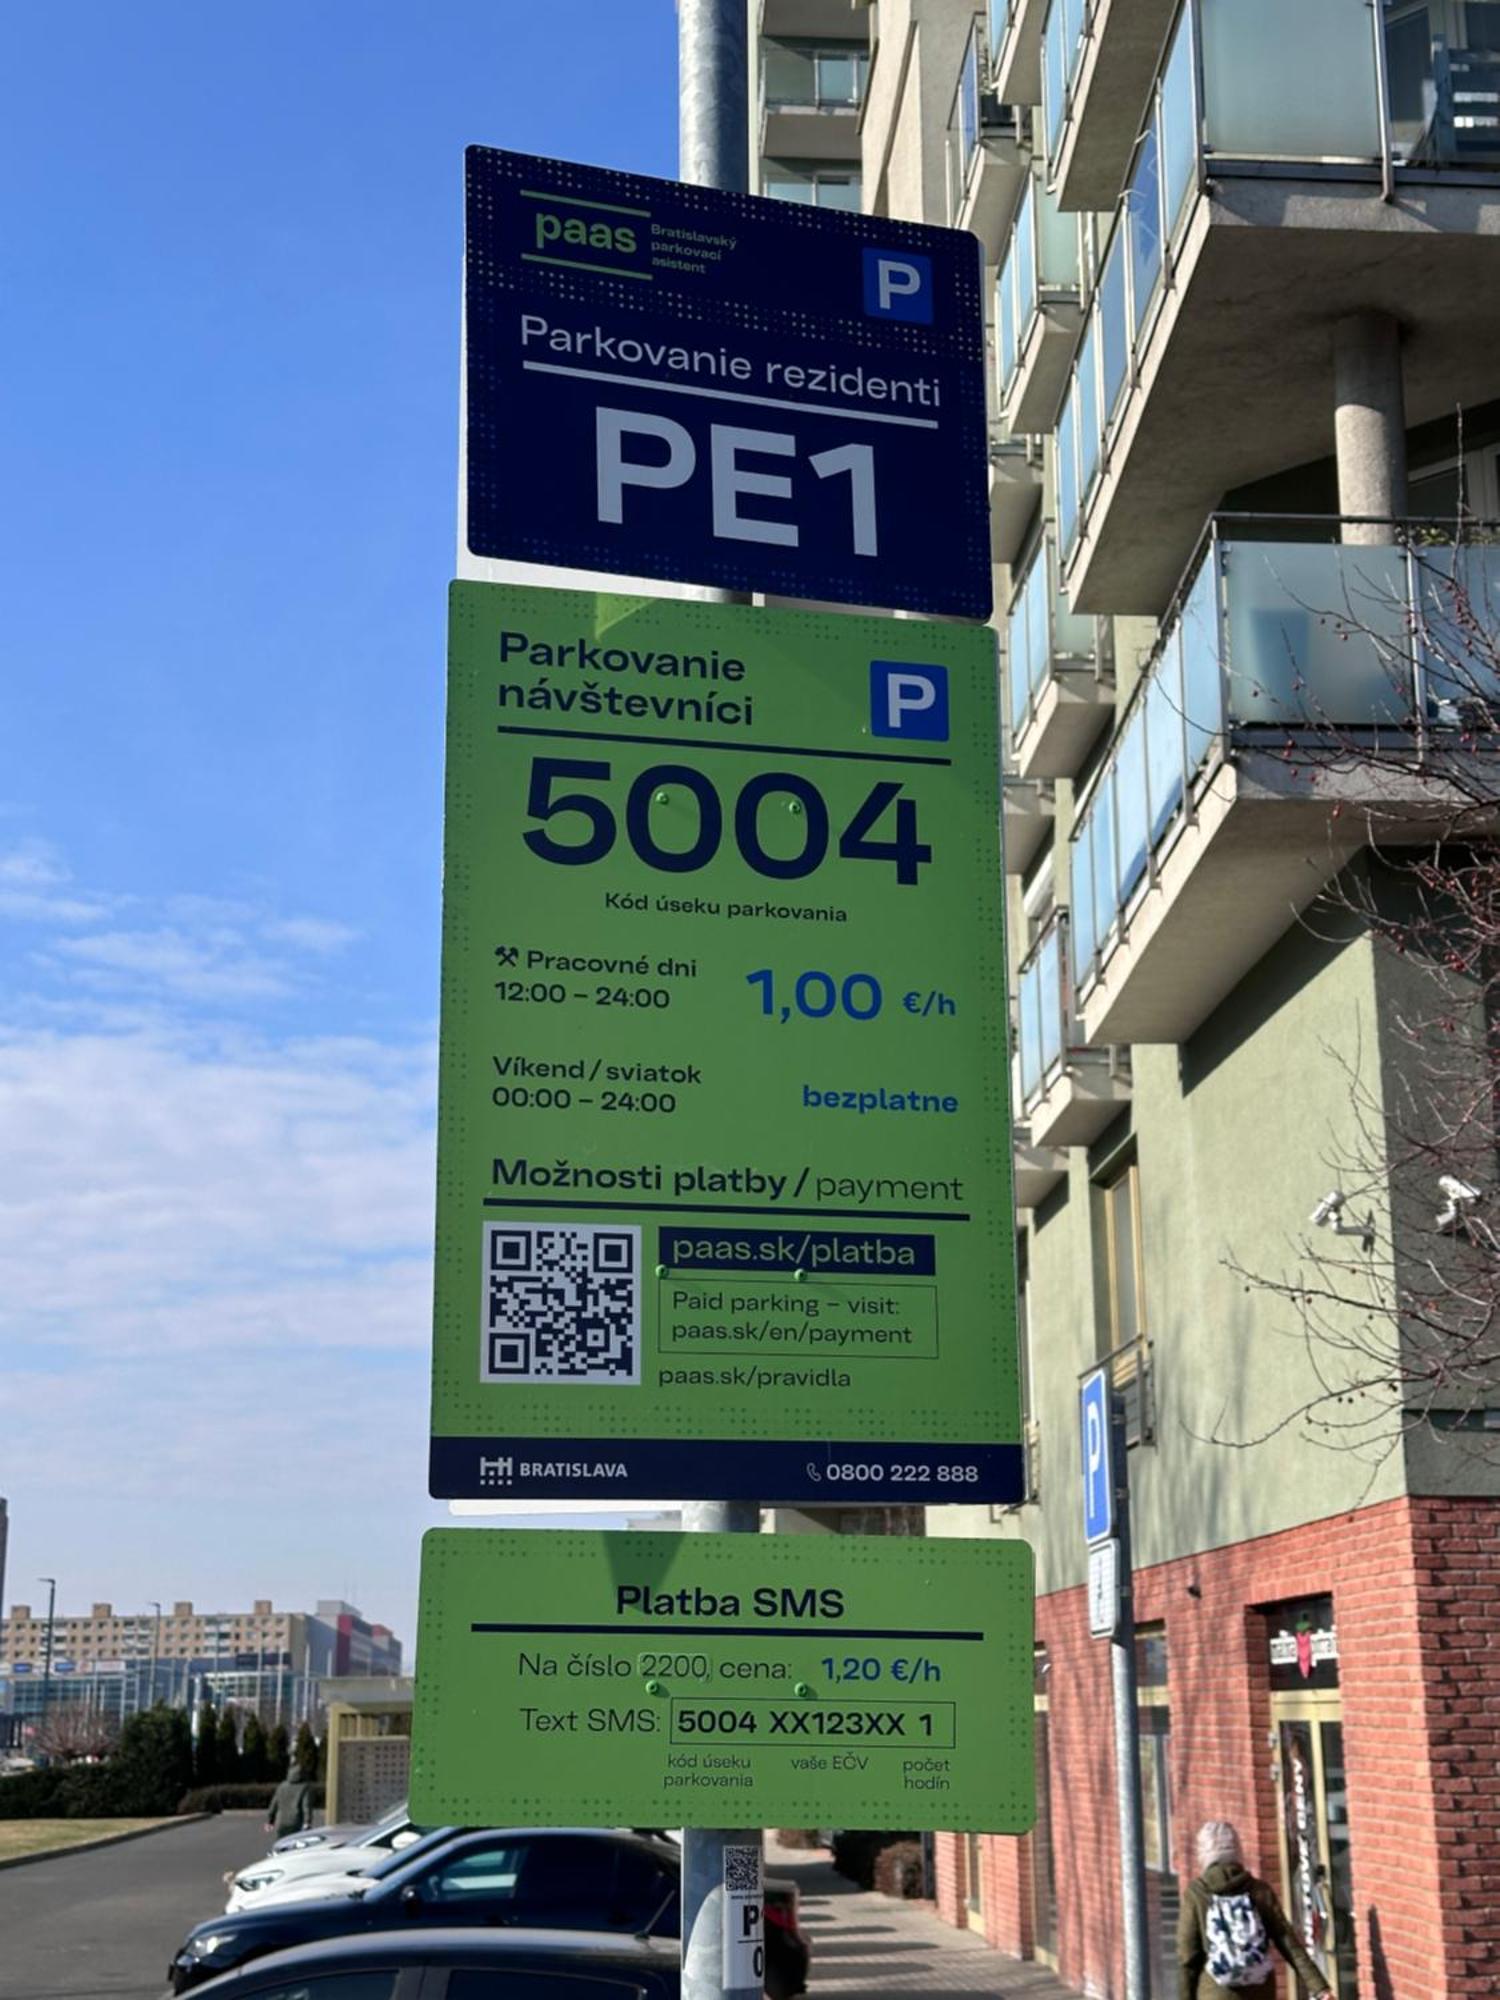 paas
Bratislavský
parkovací
asistent
P
Parkovanie rezidenti
PE1
Parkovanie
návštevníci
P
5004
Kód úseku parkovania
Pracovné dni
12:00 – 24:00
1,00 €/h
Víkend / sviatok
00:00 – 24:00
bezplatne
Možnosti platby / payment
paas.sk/platba
Paid parking – visit:
paas.sk/en/payment
paas.sk/pravidla
BRATISLAVA
0800 222 888
Platba SMS
Na číslo 2200, cena: 1,20 €/h
Text SMS: 5004 XX123XX 1
kód úseku
parkovania
vaše EČV
počet
hodín
P